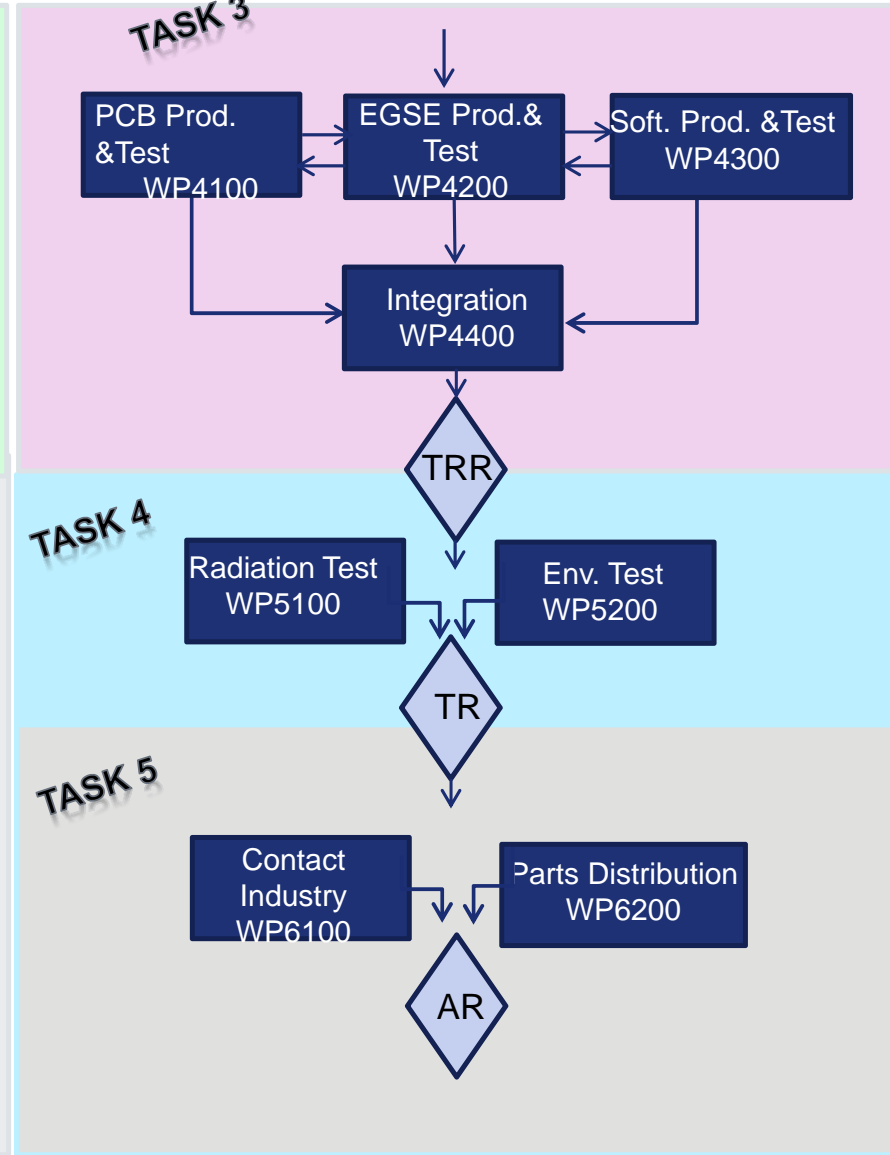 TASK 3
PCB Prod.
&Test
WP4100
EGSE Prod.&
Test
WP4200
Soft. Prod. &Test
WP4300
Integration
WP4400
TRR
TASK 4
Radiation Test
WP5100
Env. Test
WP5200
TR
TASK 5
Contact
Industry
WP6100
Parts Distribution
WP6200
AR